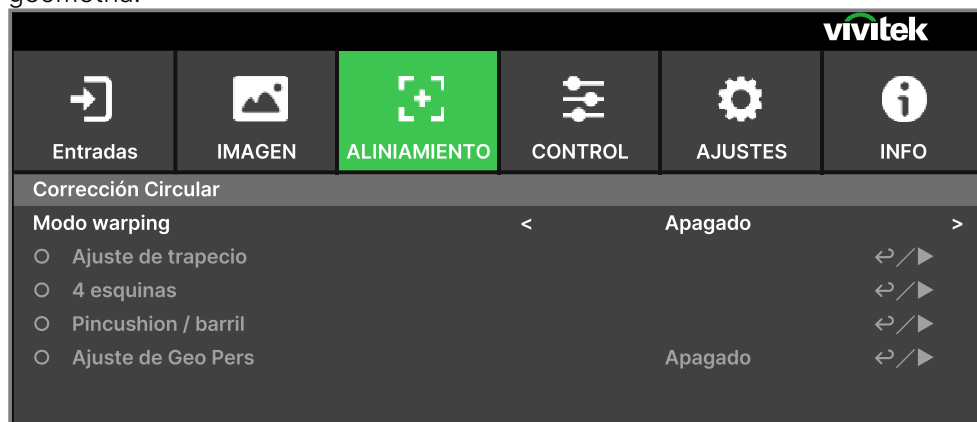 geometría.
vivitek
Entradas IMAGEN ALINIAMIENTO CONTROL AJUSTES INFO
Corrección Circular
Modo warping < Apagado >
Ajuste de trapecio
4 esquinas
Pincushion / barril
Ajuste de Geo Pers Apagado